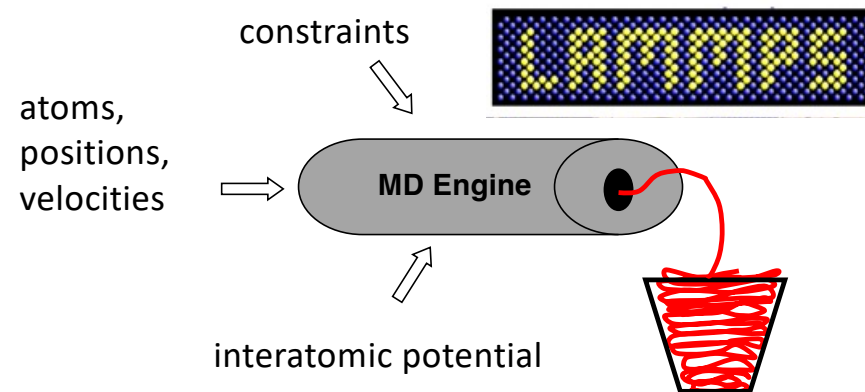 constraints
LAMMPS
atoms,
positions,
velocities
MD Engine
interatomic potential